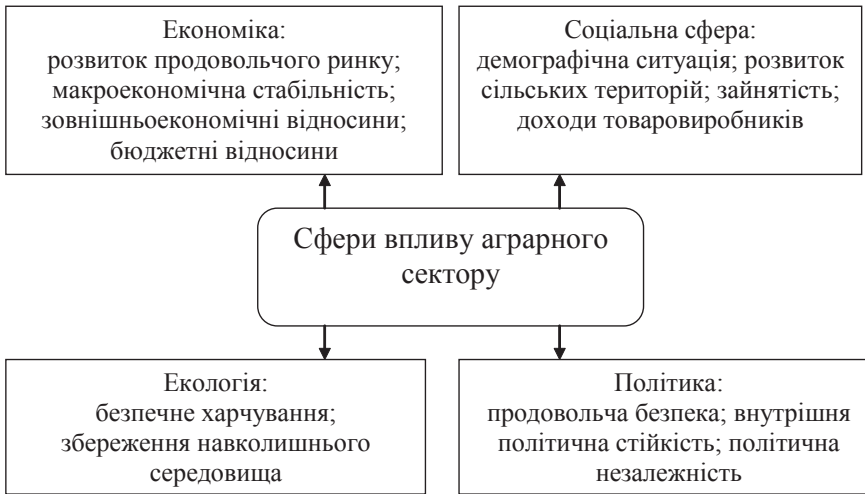 Економіка:
розвиток продовольчого ринку;
макроекономічна стабільність;
зовнішньоекономічні відносини;
бюджетні відносини
Соціальна сфера:
демографічна ситуація; розвиток
сільських територій; зайнятість;
доходи товаровиробників
Сфери впливу аграрного
сектору
Екологія:
безпечне харчування;
збереження навколишнього
середовища
Політика:
продовольча безпека; внутрішня
політична стійкість; політична
незалежність